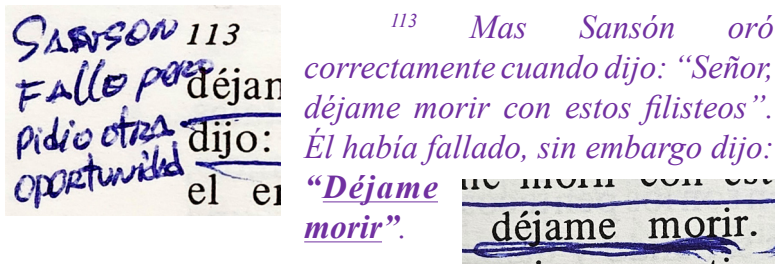 SANSON
FALLO pero
pidio otra
oportunidad
113
déjam
dijo:
el e
113 Mas Sansón oró
correctamente cuando dijo: “Señor,
déjame morir con estos filisteos”.
Él había fallado, sin embargo dijo:
“Déjame
morir”.
déjame morir.